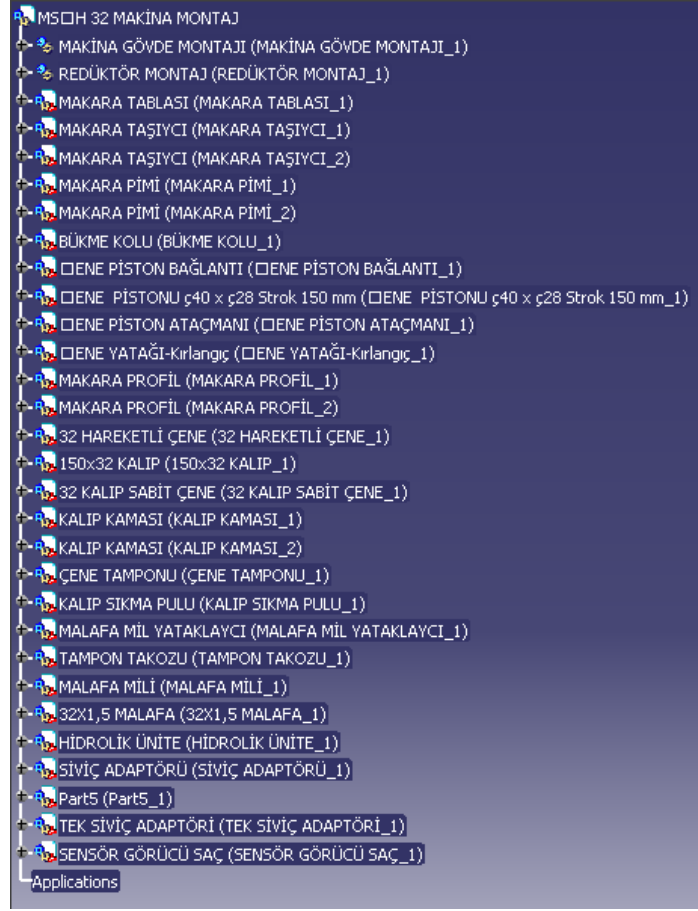 MS□H 32 MAKİNA MONTAJ
MAKİNA GÖVDE MONTAJI (MAKİNA GÖVDE MONTAJI_1)
REDÜKTÖR MONTAJ (REDÜKTÖR MONTAJ_1)
MAKARA TABLASI (MAKARA TABLASI_1)
MAKARA TAŞIYCI (MAKARA TAŞIYCI_1)
MAKARA TAŞIYCI (MAKARA TAŞIYCI_2)
MAKARA PİMİ (MAKARA PİMİ_1)
MAKARA PİMİ (MAKARA PİMİ_2)
BÜKME KOLU (BÜKME KOLU_1)
□ENE PİSTON BAĞLANTI (□ENE PİSTON BAĞLANTI_1)
□ENE  PİSTONU ç40 x ç28 Strok 150 mm (□ENE  PİSTONU ç40 x ç28 Strok 150 mm_1)
□ENE PİSTON ATAÇMANI (□ENE PİSTON ATAÇMANI_1)
□ENE YATAĞI-Kırlangıç (□ENE YATAĞI-Kırlangıç_1)
MAKARA PROFİL (MAKARA PROFİL_1)
MAKARA PROFİL (MAKARA PROFİL_2)
32 HAREKETLİ ÇENE (32 HAREKETLİ ÇENE_1)
150x32 KALIP (150x32 KALIP_1)
32 KALIP SABİT ÇENE (32 KALIP SABİT ÇENE_1)
KALIP KAMASI (KALIP KAMASI_1)
KALIP KAMASI (KALIP KAMASI_2)
ÇENE TAMPONU (ÇENE TAMPONU_1)
KALIP SIKMA PULU (KALIP SIKMA PULU_1)
MALAFA MİL YATAKLAYCI (MALAFA MİL YATAKLAYCI_1)
TAMPON TAKOZU (TAMPON TAKOZU_1)
MALAFA MİLİ (MALAFA MİLİ_1)
32X1,5 MALAFA (32X1,5 MALAFA_1)
HİDROLİK ÜNİTE (HİDROLİK ÜNİTE_1)
SİVİÇ ADAPTÖRÜ (SİVİÇ ADAPTÖRÜ_1)
Part5 (Part5_1)
TEK SİVİÇ ADAPTÖRİ (TEK SİVİÇ ADAPTÖRİ_1)
SENSÖR GÖRÜCÜ SAÇ (SENSÖR GÖRÜCÜ SAÇ_1)
Applications